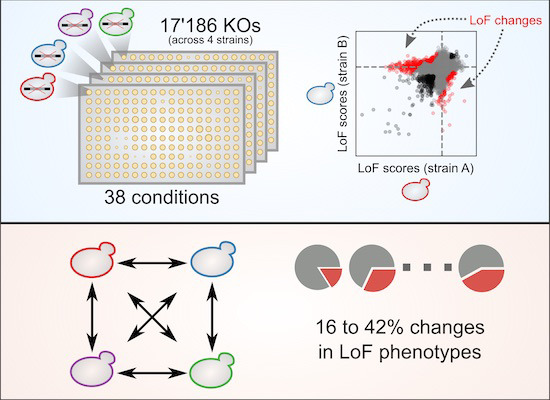 17'186 KOs
(across 4 strains)
38 conditions
LoF changes
LoF scores (strain B)
LoF scores (strain A)
16 to 42% changes
in LoF phenotypes